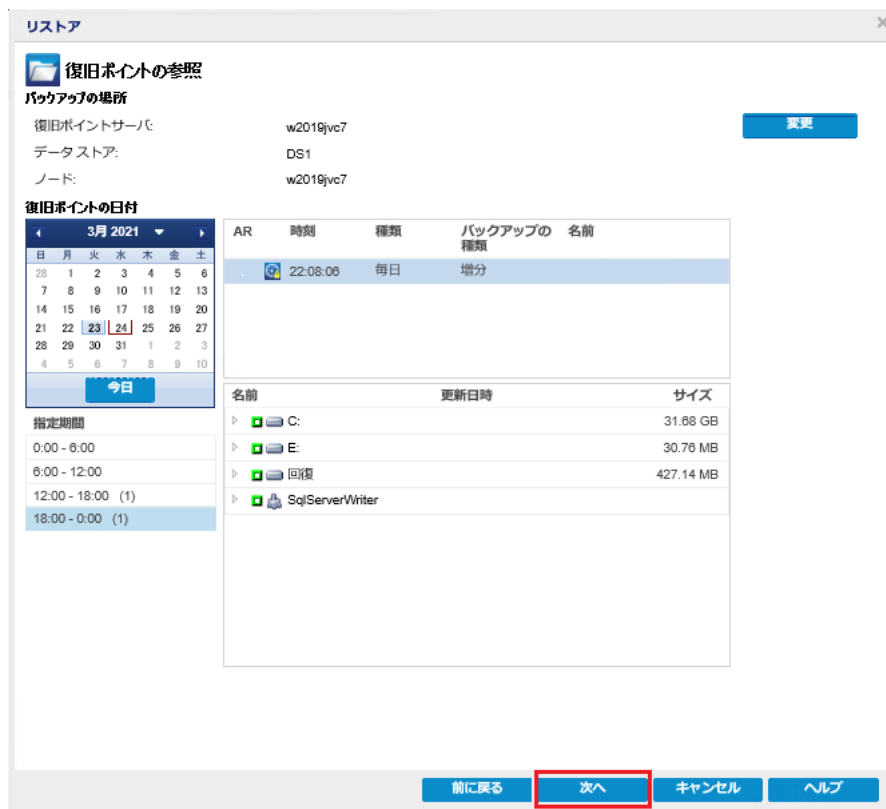 リストア
復旧ポイントの参照
バックアップの場所
復旧ポイントサーバ: w2019jvc7 変更
データ ストア: DS1
ノード: w2019jvc7
復旧ポイントの日付
3月 2021
日 月 火 水 木 金 土
28 1 2 3 4 5 6
7 8 9 10 11 12 13
14 15 16 17 18 19 20
21 22 23 24 25 26 27
28 29 30 31 1 2 3
4 5 6 7 8 9 10
今日
指定期間
0:00 - 6:00
6:00 - 12:00
12:00 - 18:00 (1)
18:00 - 0:00 (1)
AR 時刻 種類 バックアップの種類 名前
22:08:06 毎日 増分
名前 更新日時 サイズ
C: 31.68 GB
E: 30.76 MB
回復 427.14 MB
SqlServerWriter
前に戻る 次へ キャンセル ヘルプ